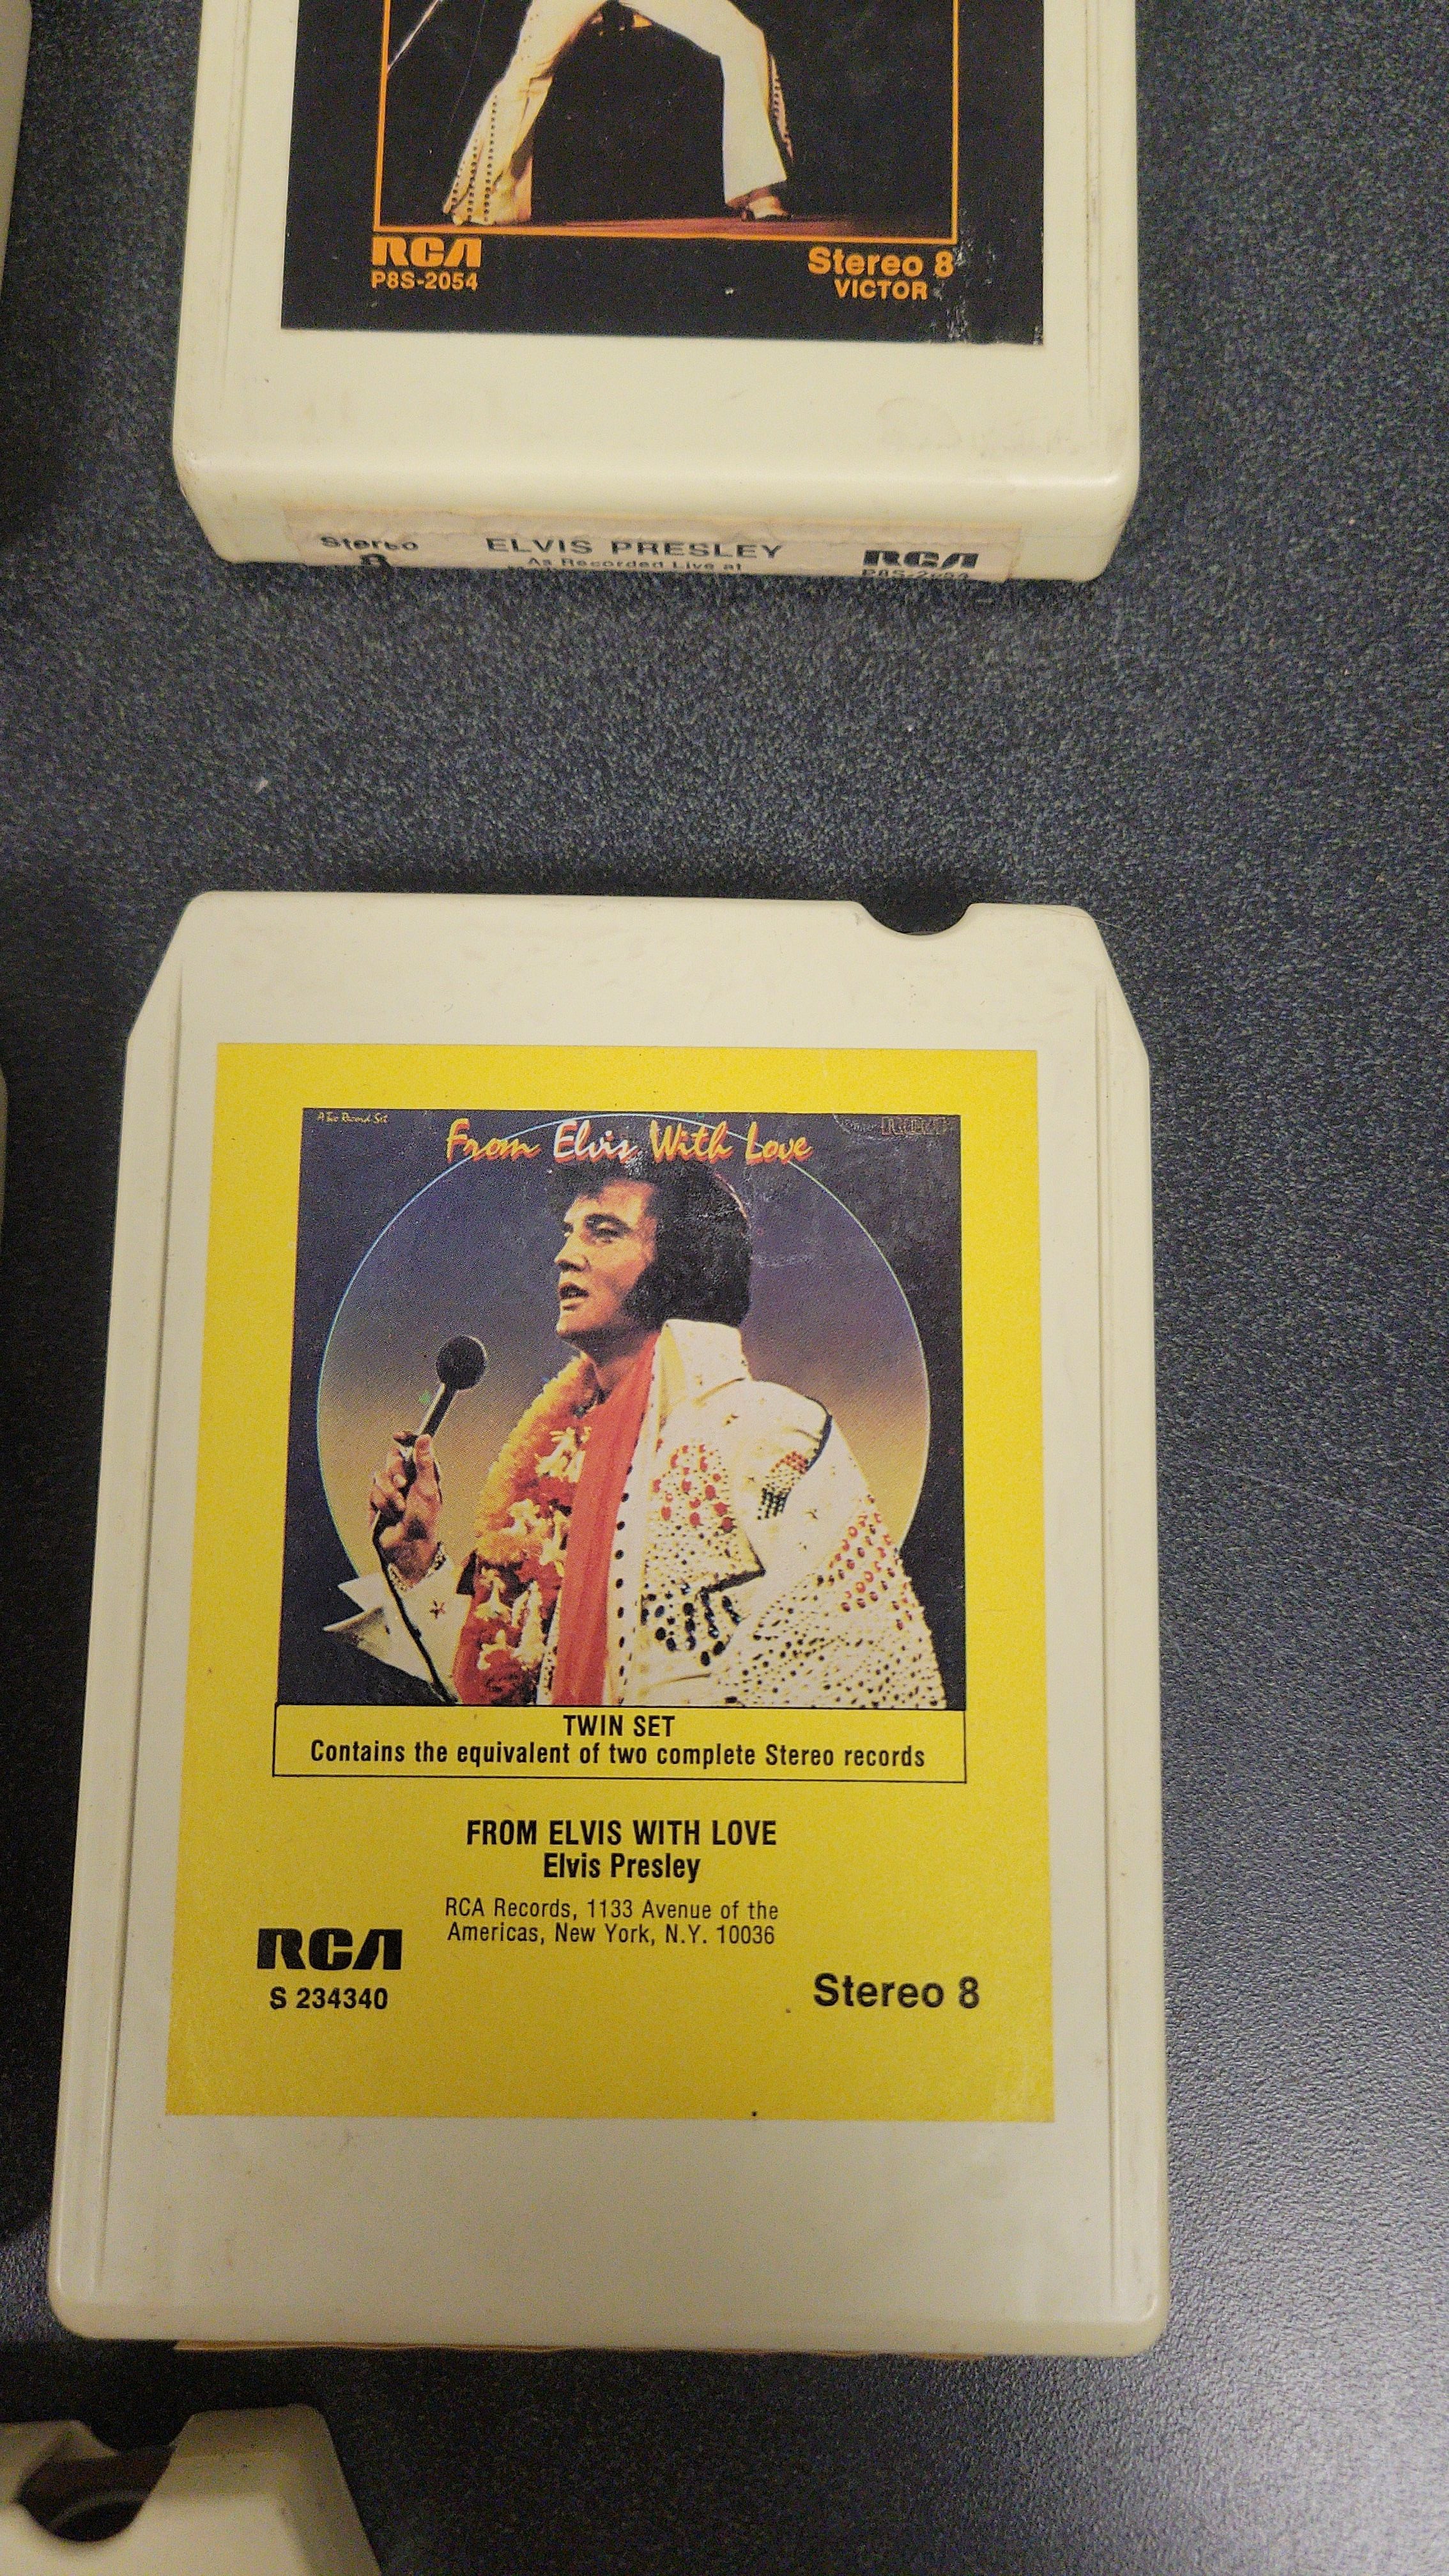 RCA
P8S-2054
Stereo 8
VICTOR
Stereo
8
ELVIS PRESLEY
As Recorded Live at
RCA
P8S-2054
A Two Record Set
From Elvis With Love
TWIN SET
Contains the equivalent of two complete Stereo records
FROM ELVIS WITH LOVE
Elvis Presley
RCA Records, 1133 Avenue of the
Americas, New York, N.Y. 10036
RCA
S 234340
Stereo 8